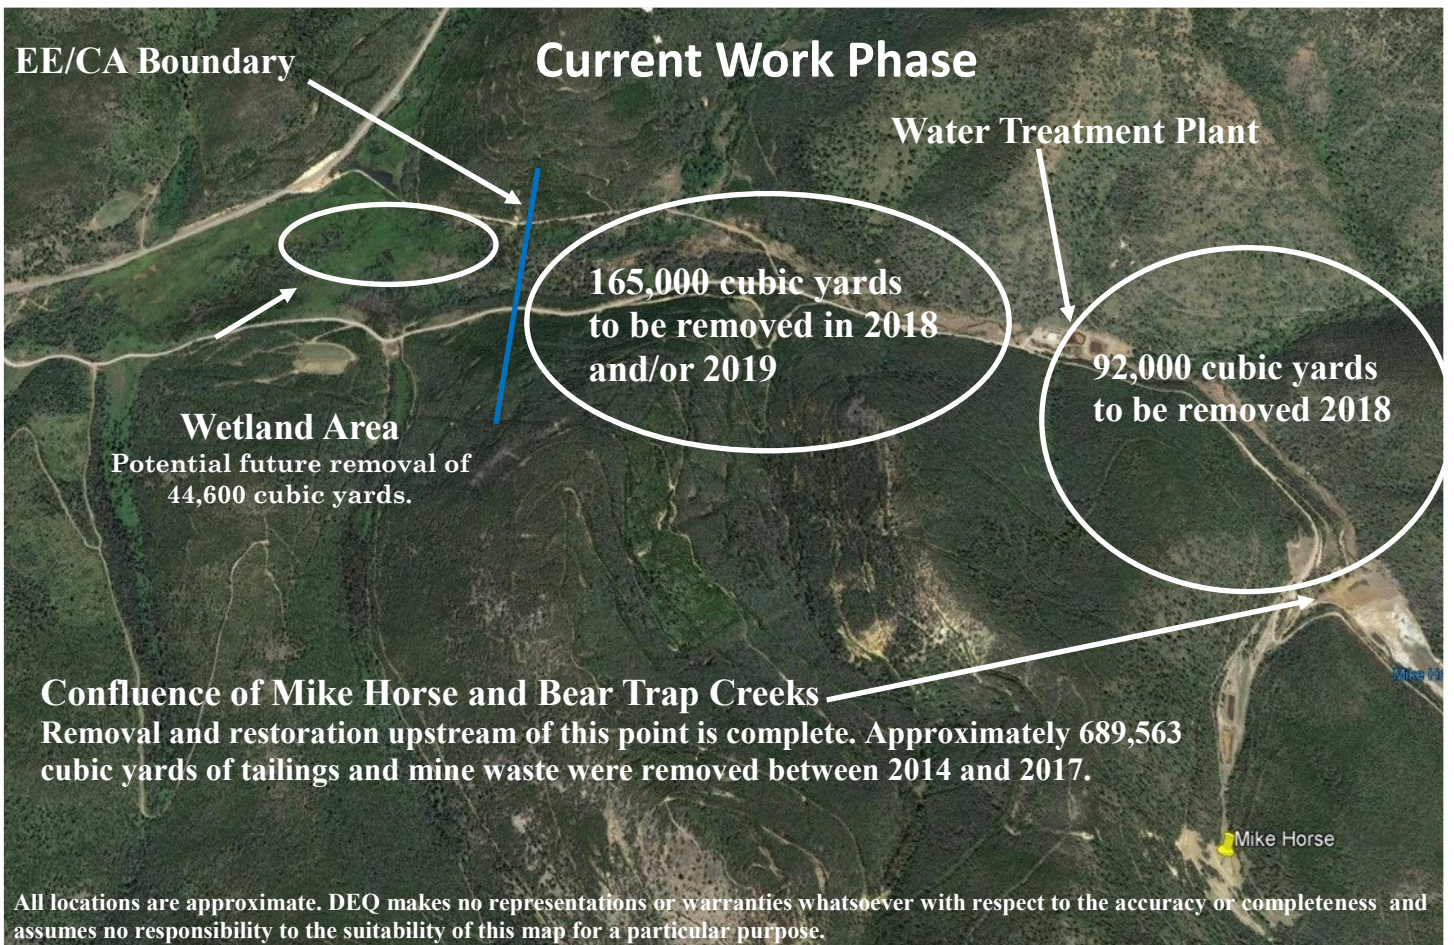 Current Work Phase
EE/CA Boundary
Water Treatment Plant
165,000 cubic yards
to be removed in 2018
and/or 2019
92,000 cubic yards
to be removed 2018
Wetland Area
Potential future removal of
44,600 cubic yards.
Confluence of Mike Horse and Bear Trap Creeks
Removal and restoration upstream of this point is complete. Approximately 689,563
cubic yards of tailings and mine waste were removed between 2014 and 2017.
Mike
Mike Horse
All locations are approximate. DEQ makes no representations or warranties whatsoever with respect to the accuracy or completeness and
assumes no responsibility to the suitability of this map for a particular purpose.